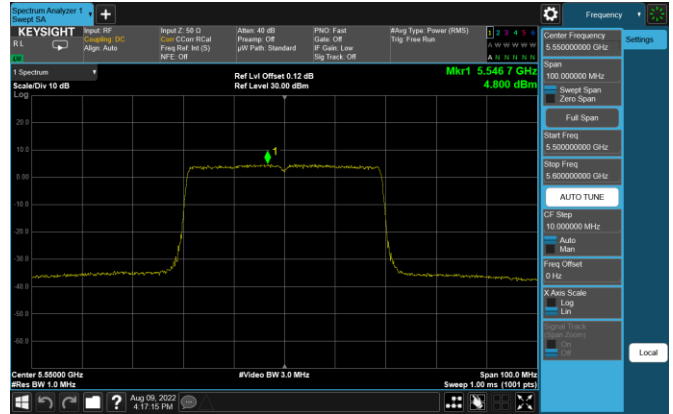 Spectrum Analyzer 1
Swept SA
Frequency
KEYSIGHT
Input: RF
Input Z: 50 Ω
Atten: 40 dB
PNO: Fast
#Avg Type: Power (RMS)
1 2 3 4 5 6
R L
Coupling: DC
Corr CCorr RCal
Preamp: Off
Gate: Off
Trig: Free Run
A W W W W W
Align: Auto
Freq Ref: Int (S)
µW Path: Standard
IF Gain: Low
NFE: Off
Sig Track: Off
A N N N N N
1 Spectrum
Ref Lvl Offset 0.12 dB
Mkr1 5.546 7 GHz
Scale/Div 10 dB
Ref Level 30.00 dBm
4.800 dBm
Log
20.0
10.0
1
0.00
-10.0
-20.0
-30.0
-40.0
-50.0
-60.0
Center 5.55000 GHz
#Video BW 3.0 MHz
Span 100.0 MHz
#Res BW 1.0 MHz
Sweep 1.00 ms (1001 pts)
Center Frequency
5.550000000 GHz
Settings
Span
100.000000 MHz
Swept Span
Zero Span
Full Span
Start Freq
5.500000000 GHz
Stop Freq
5.600000000 GHz
AUTO TUNE
CF Step
10.000000 MHz
Auto
Man
Freq Offset
0 Hz
X Axis Scale
Log
Lin
Signal Track
(Span Zoom)
On
Off
Local
?
Aug 09, 2022
4:17:15 PM